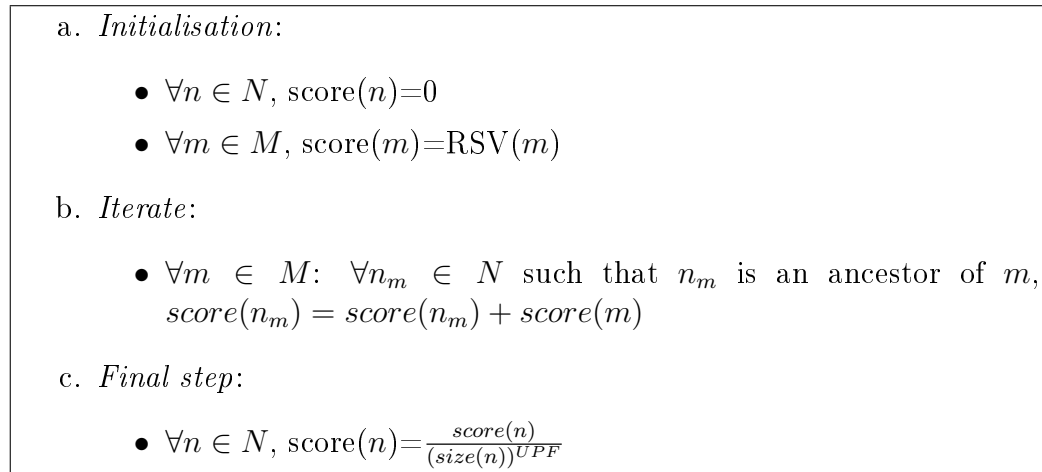 a. Initialisation:
• ∀n ∈ N, score(n)=0
• ∀m ∈ M, score(m)=RSV(m)
b. Iterate:
• ∀m ∈ M: ∀n_m ∈ N such that n_m is an ancestor of m,
score(n_m) = score(n_m) + score(m)
c. Final step:
• ∀n ∈ N, score(n)=\frac{score(n)}{(size(n))^{UPF}}